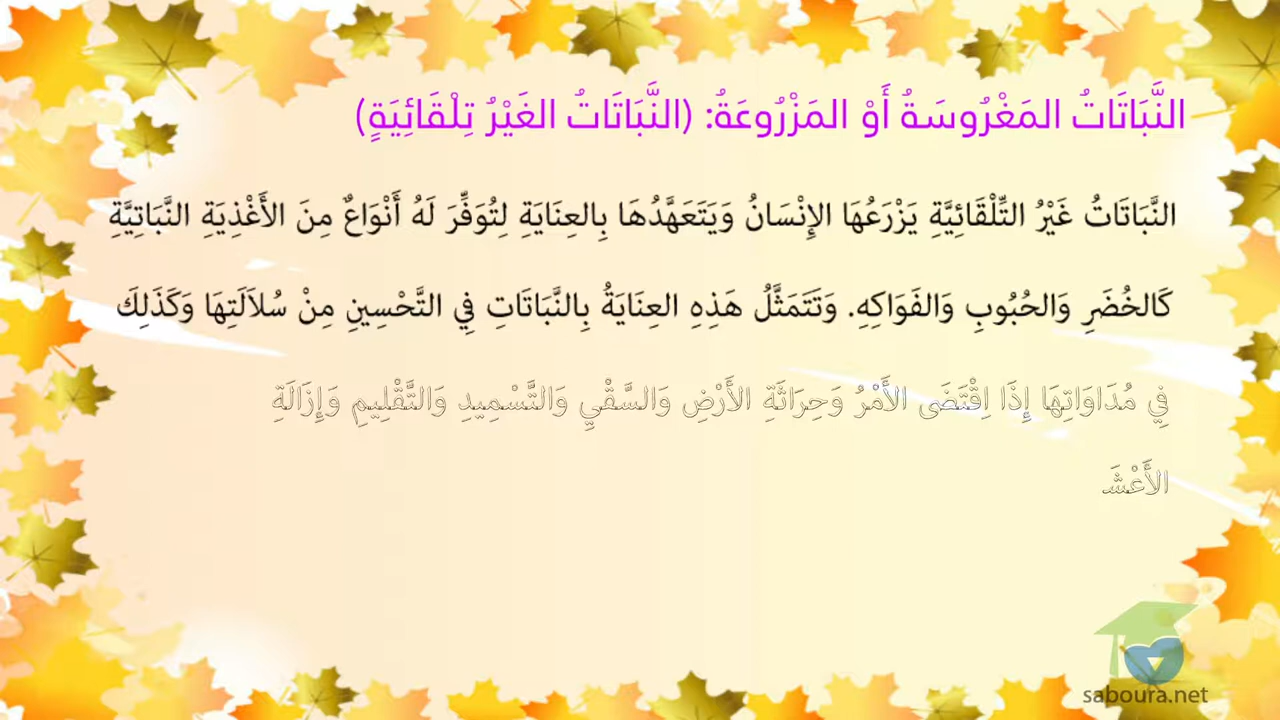 النَّبَاتَاتُ المَغْرُوسَةُ أَوْ المَزْرُوعَةُ: (النَّبَاتَاتُ الغَيْرُ تِلْقَائِيَةٍ)
النَّبَاتَاتُ غَيْرُ التِّلْقَائِيَّةِ يَزْرَعُهَا الإِنْسَانُ وَيَتَعَهَّدُهَا بِالعِنَايَةِ لِتُوَفِّرَ لَهُ أَنْوَاعٌ مِنَ الأَغْذِيَةِ النَّبَاتِيَّةِ
كَالخُضَرِ وَالحُبُوبِ وَالفَوَاكِهِ. وَتَتَمَثَّلُ هَذِهِ العِنَايَةُ بِالنَّبَاتَاتِ فِي التَّحْسِينِ مِنْ سُلاَلَتِهَا وَكَذَلِكَ
فِي مُدَاوَاتِهَا إِذَا اِقْتَضَى الأَمْرُ وَحِرَاثَةِ الأَرْضِ وَالسَّقْيِ وَالتَّسْمِيدِ وَالتَّقْلِيمِ وَإِزَالَةِ
الأَعْشَ
saboura.net